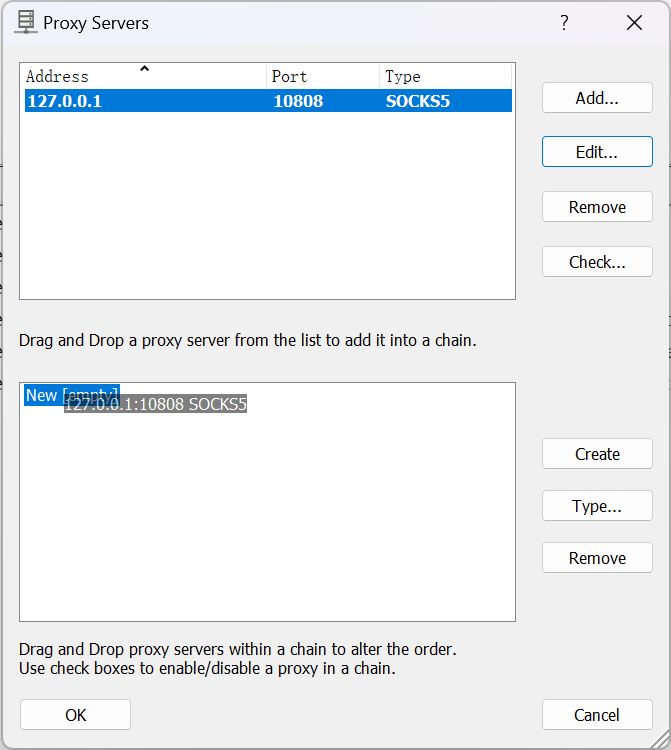 Proxy Servers
?
Address Port Type
127.0.0.1 10808 SOCKS5
Add...
Edit...
Remove
Check...
Drag and Drop a proxy server from the list to add it into a chain.
New [empty]
127.0.0.1:10808 SOCKS5
Create
Type...
Remove
Drag and Drop proxy servers within a chain to alter the order.
Use check boxes to enable/disable a proxy in a chain.
OK
Cancel